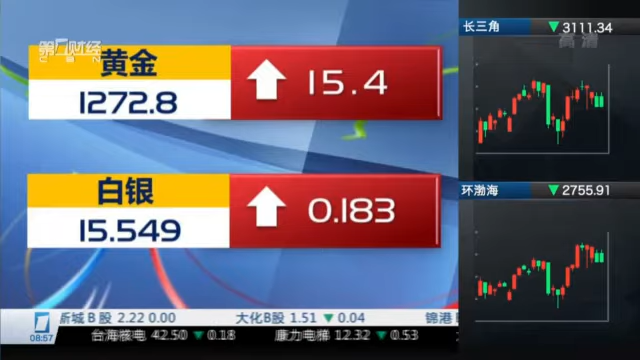 第一财经
黄金
1272.8
15.4
白银
15.549
0.183
长三角 ▼3111.34
高清
环渤海 ▼2755.91
新城B股 2.22 0.00 大化B股 1.51 ▼0.04 锦港
08:57
台海核电 42.50 ▼0.18 康力电梯 12.32 ▼0.53